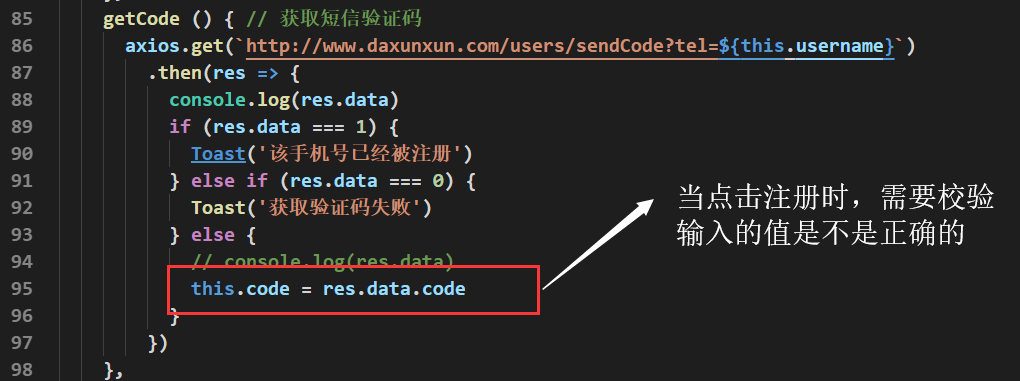 85 getCode () { // 获取短信验证码
86 axios.get(`http://www.daxunxun.com/users/sendCode?tel=${this.username}`)
87 .then(res => {
88 console.log(res.data)
89 if (res.data === 1) {
90 Toast('该手机号已经被注册')
91 } else if (res.data === 0) {
92 Toast('获取验证码失败')
93 } else {
94 // console.log(res.data)
95 this.code = res.data.code
96 }
97 })
98 },
当点击注册时，需要校验
输入的值是不是正确的